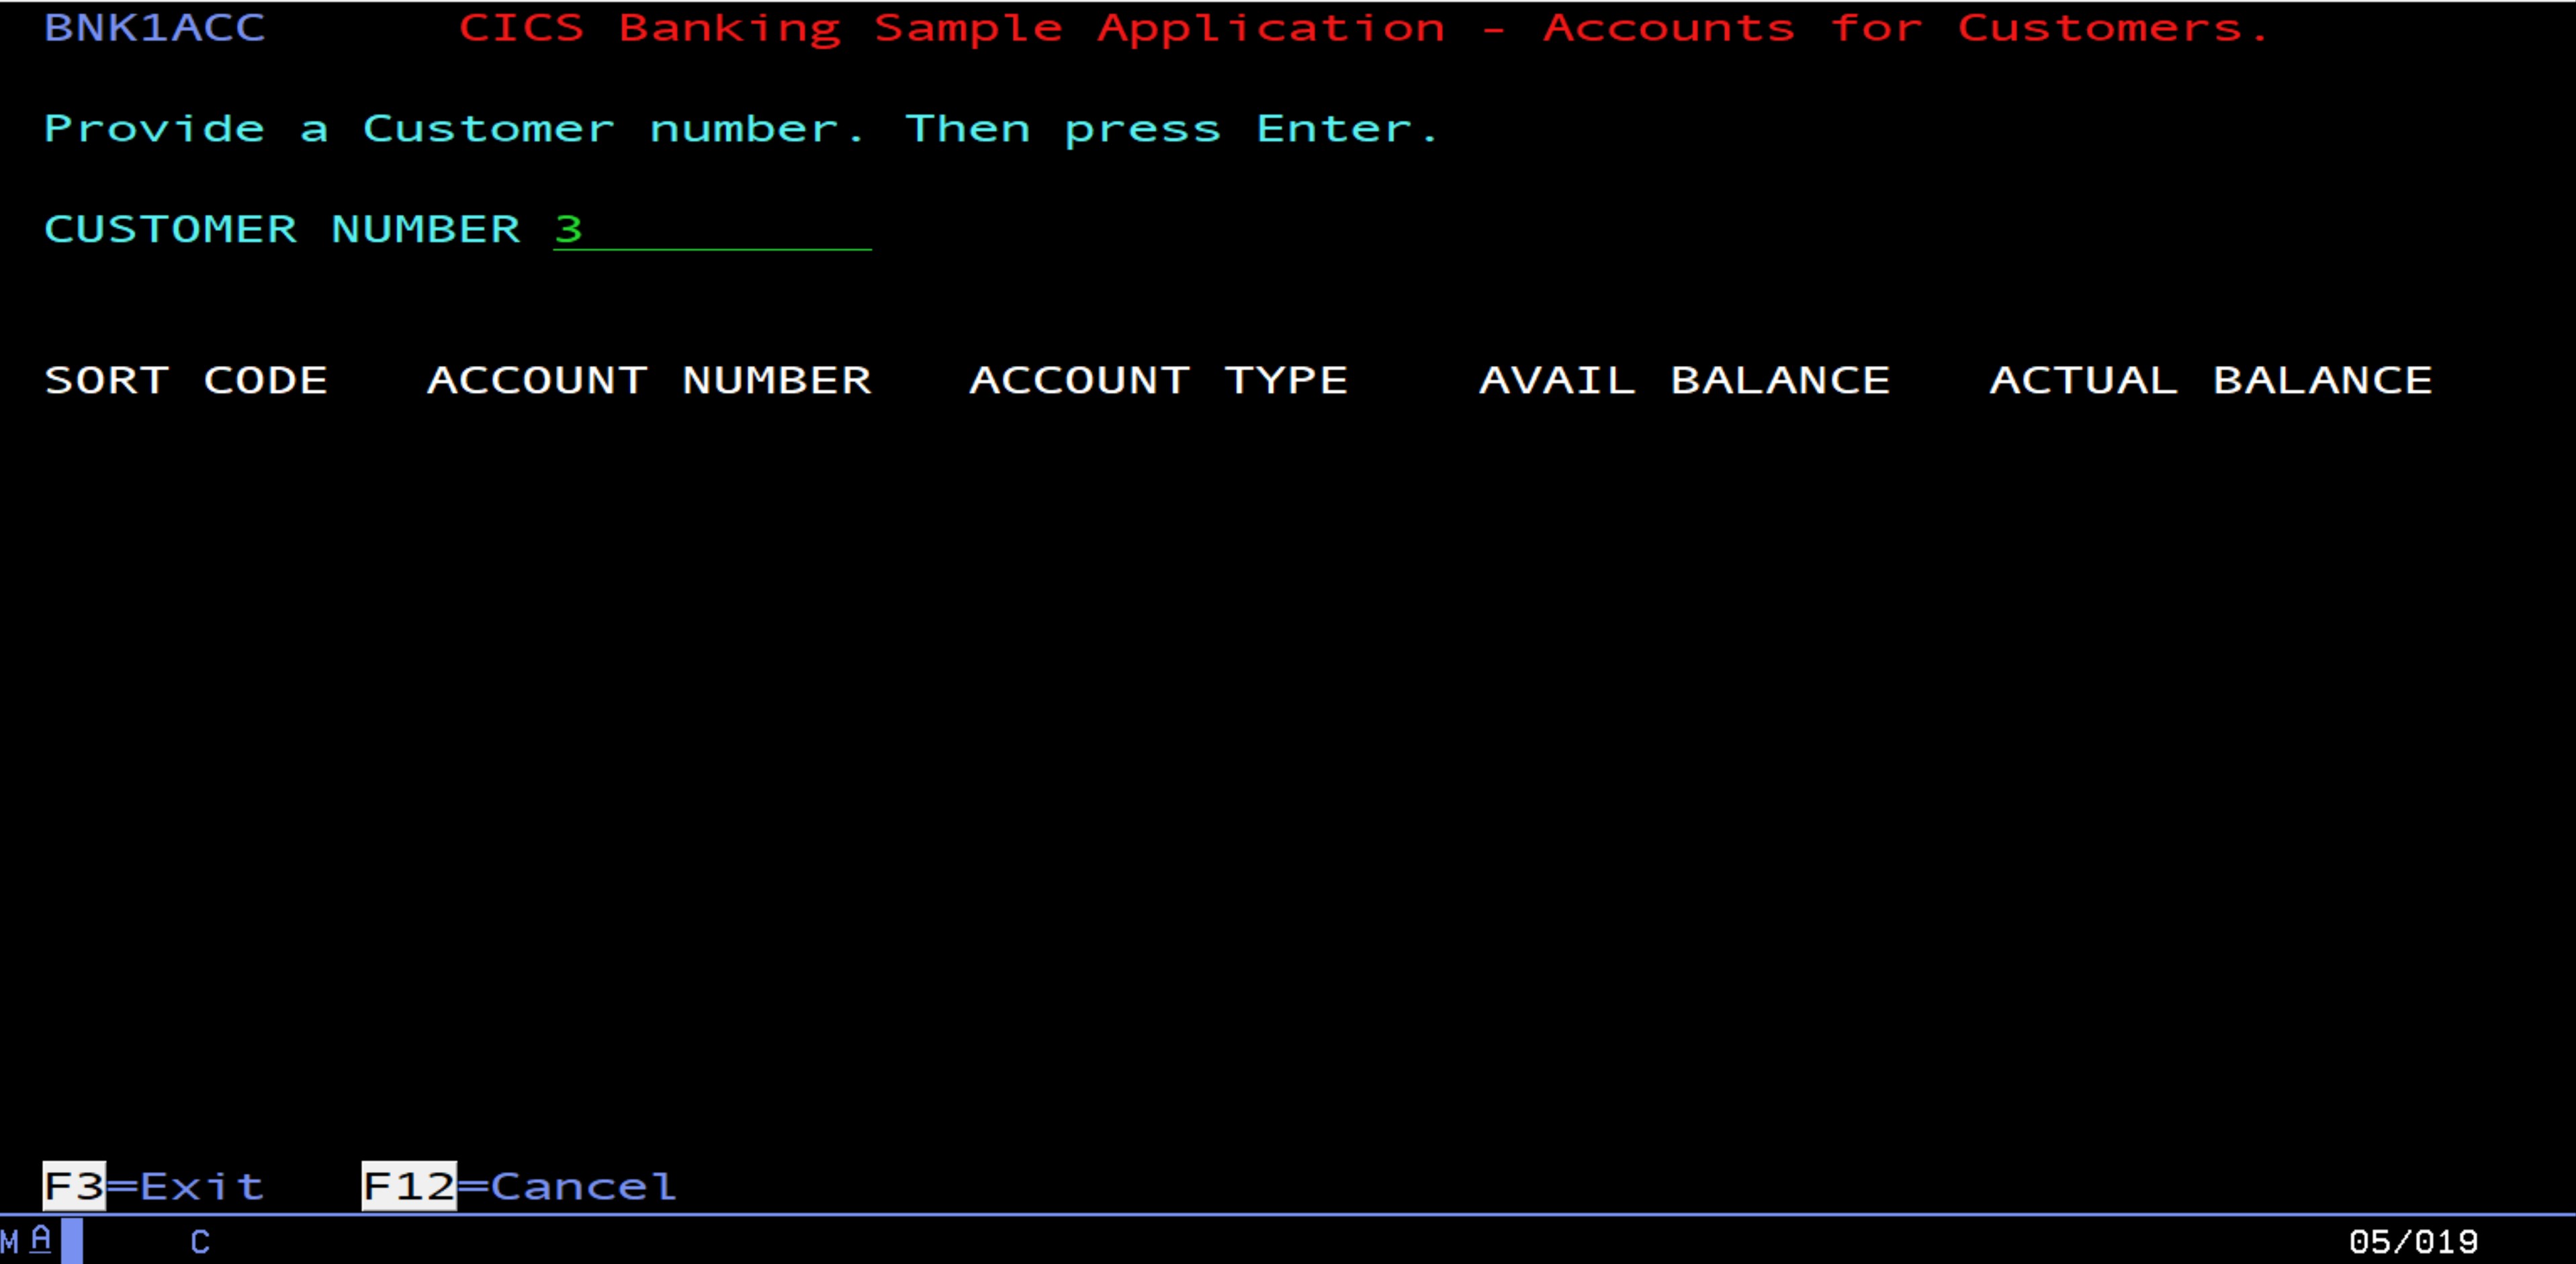 BNK1ACC CICS Banking Sample Application - Accounts for Customers.
Provide a Customer number. Then press Enter.
CUSTOMER NUMBER 3
SORT CODE ACCOUNT NUMBER ACCOUNT TYPE AVAIL BALANCE ACTUAL BALANCE
F3=Exit F12=Cancel
MA C 05/019